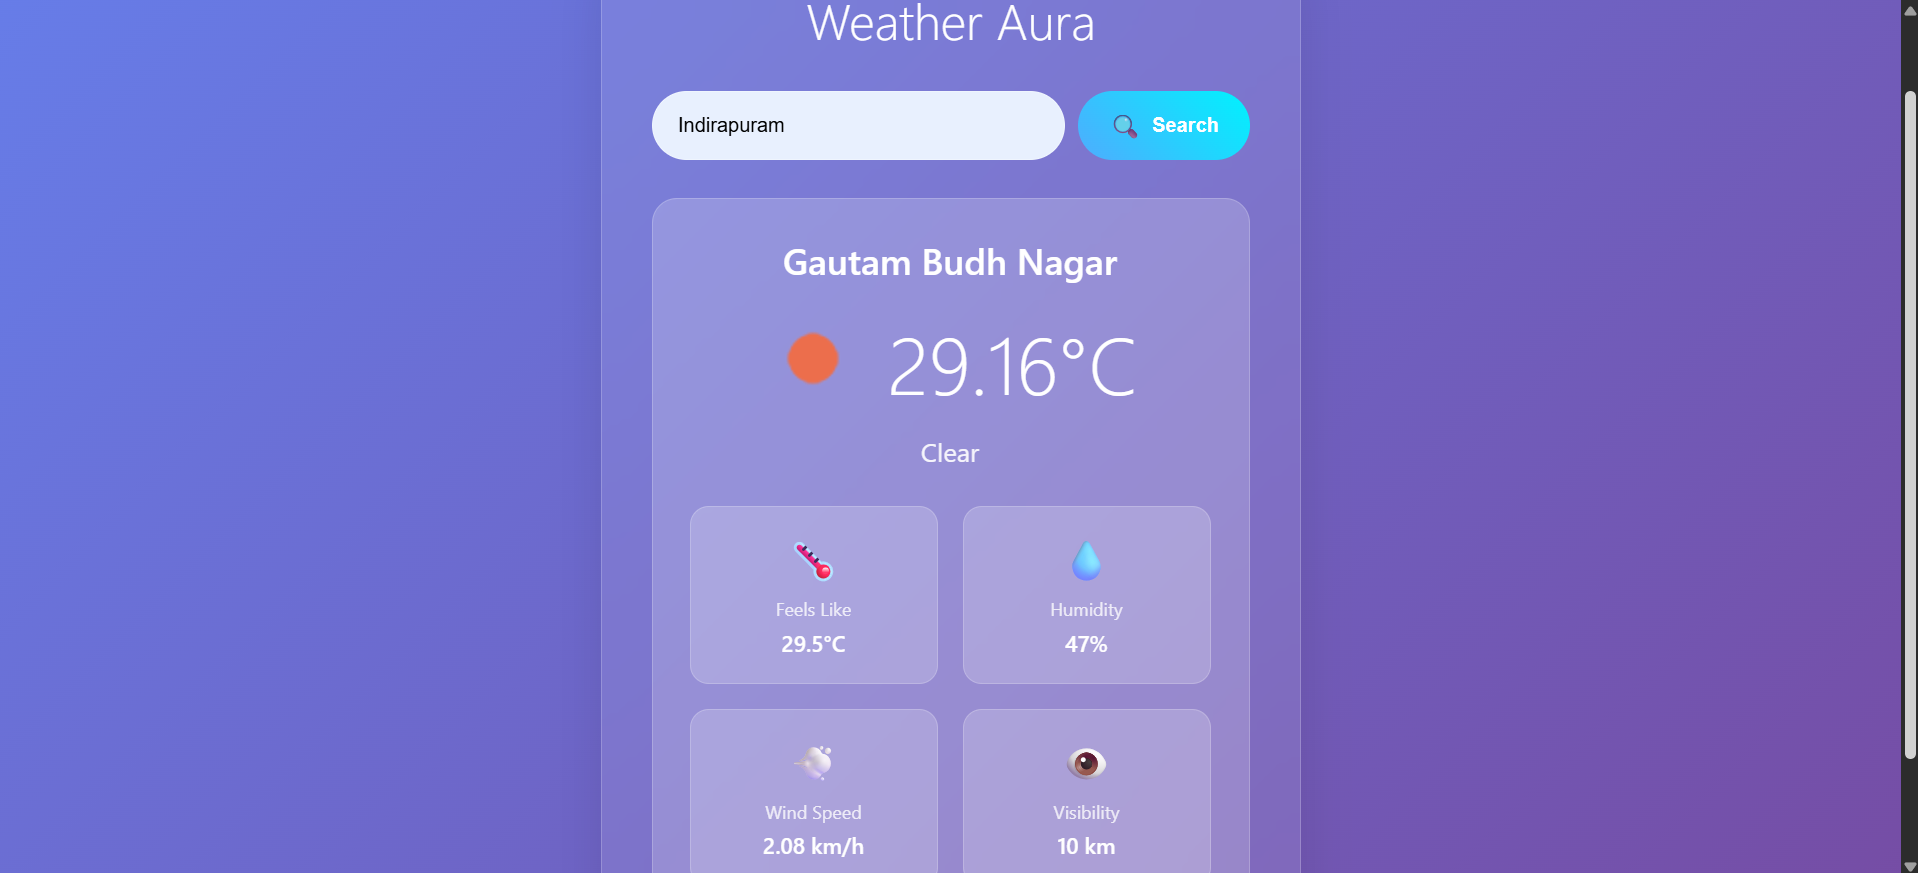 Weather Aura
Indirapuram
Search
Gautam Budh Nagar
29.16°C
Clear
Feels Like
29.5°C
Humidity
47%
Wind Speed
2.08 km/h
Visibility
10 km